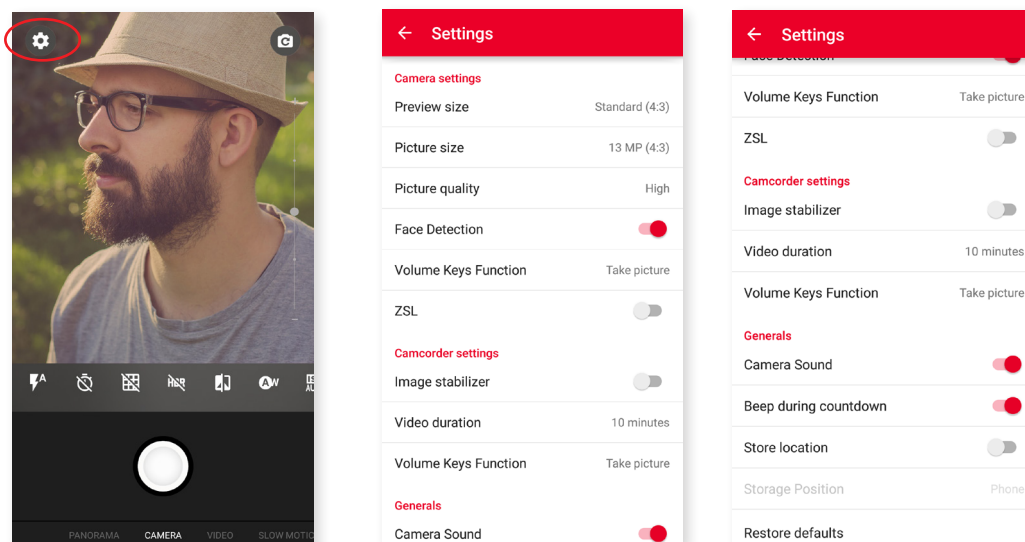 A
HDR
AW
PANORAMA CAMERA VIDEO SLOW MOTIO
Settings
Camera settings
Preview size Standard (4:3)
Picture size 13 MP (4:3)
Picture quality High
Face Detection
Volume Keys Function Take picture
ZSL
Camcorder settings
Image stabilizer
Video duration 10 minutes
Volume Keys Function Take picture
Generals
Camera Sound
Settings
Face Detection
Volume Keys Function Take picture
ZSL
Camcorder settings
Image stabilizer
Video duration 10 minutes
Volume Keys Function Take picture
Generals
Camera Sound
Beep during countdown
Store location
Storage Position Phone
Restore defaults